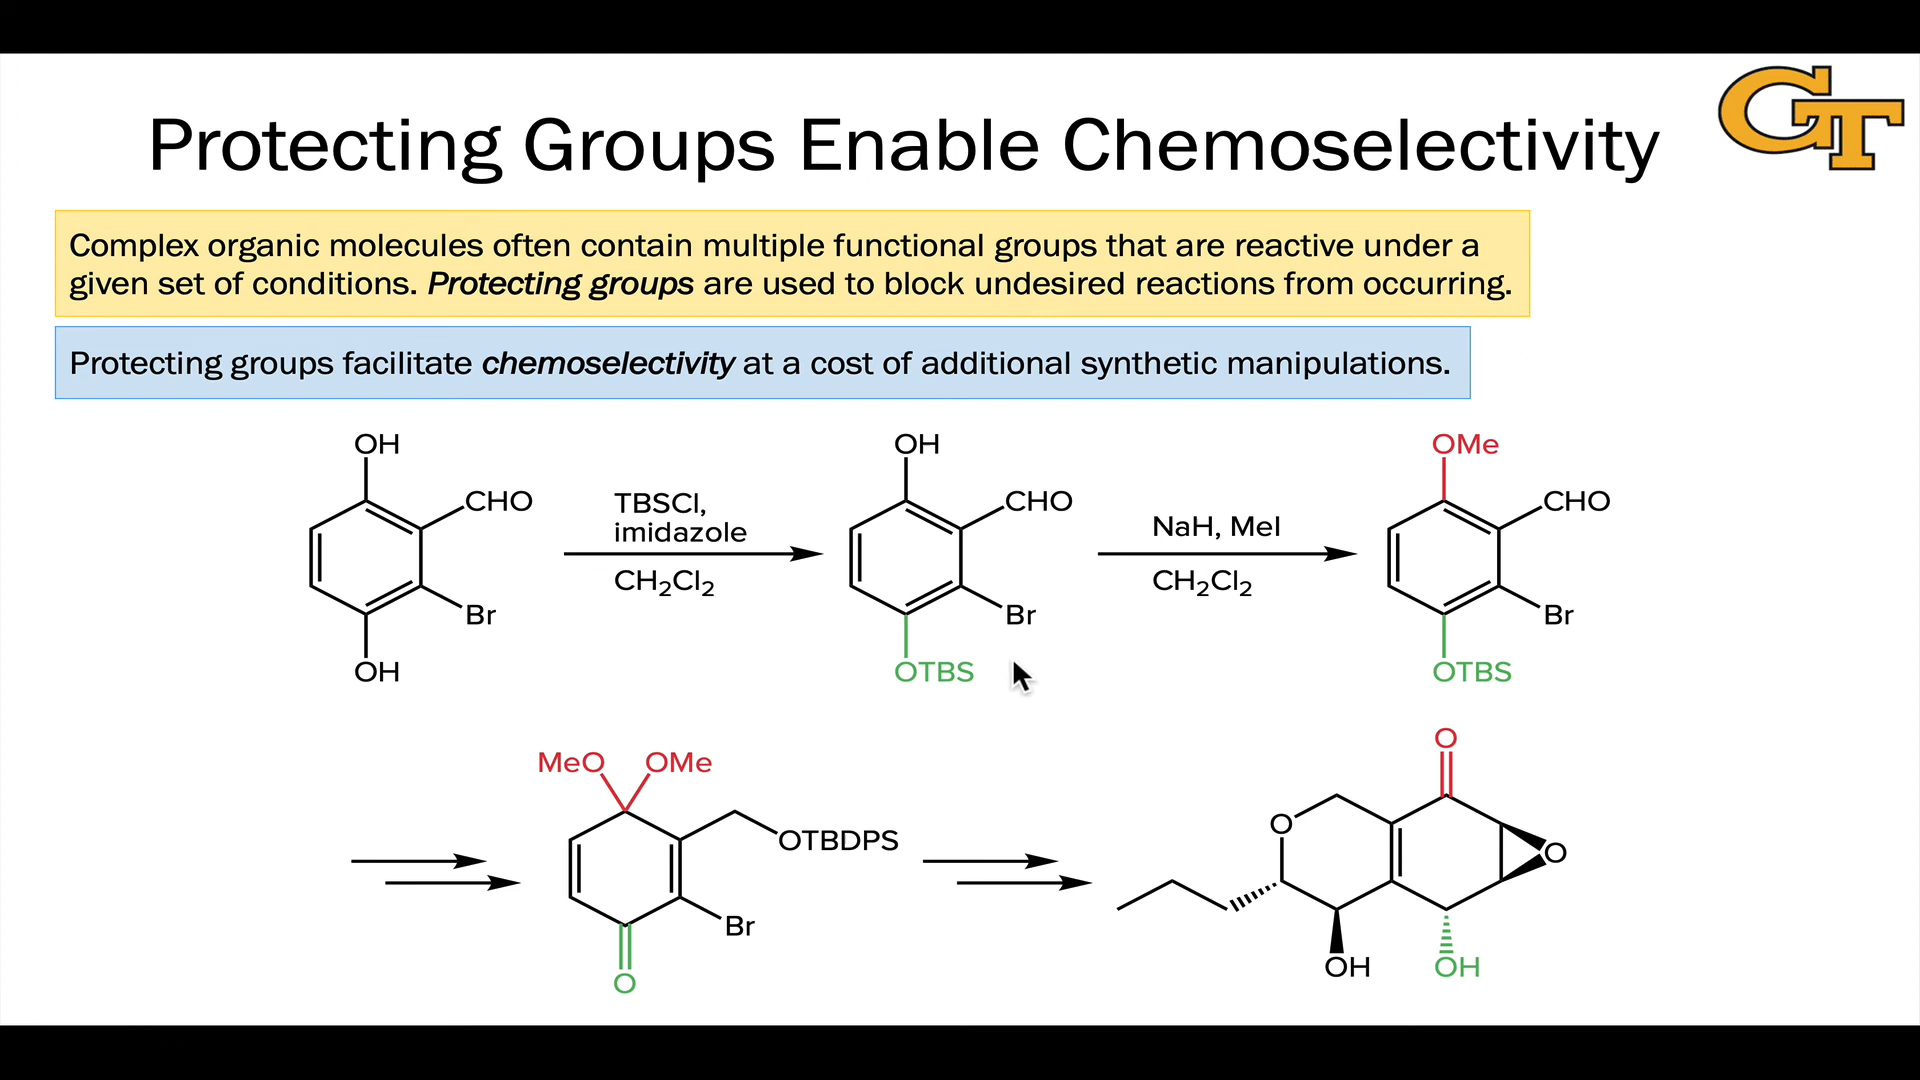 GT
Protecting Groups Enable Chemoselectivity
Complex organic molecules often contain multiple functional groups that are reactive under a
given set of conditions. Protecting groups are used to block undesired reactions from occurring.
Protecting groups facilitate chemoselectivity at a cost of additional synthetic manipulations.
OH
CHO
Br
OH
TBSCl,
imidazole
CH₂Cl₂
OH
CHO
Br
OTBS
NaH, MeI
CH₂Cl₂
OMe
CHO
Br
OTBS
MeO OMe
OTBDPS
Br
O
O
O
O
OH
OH